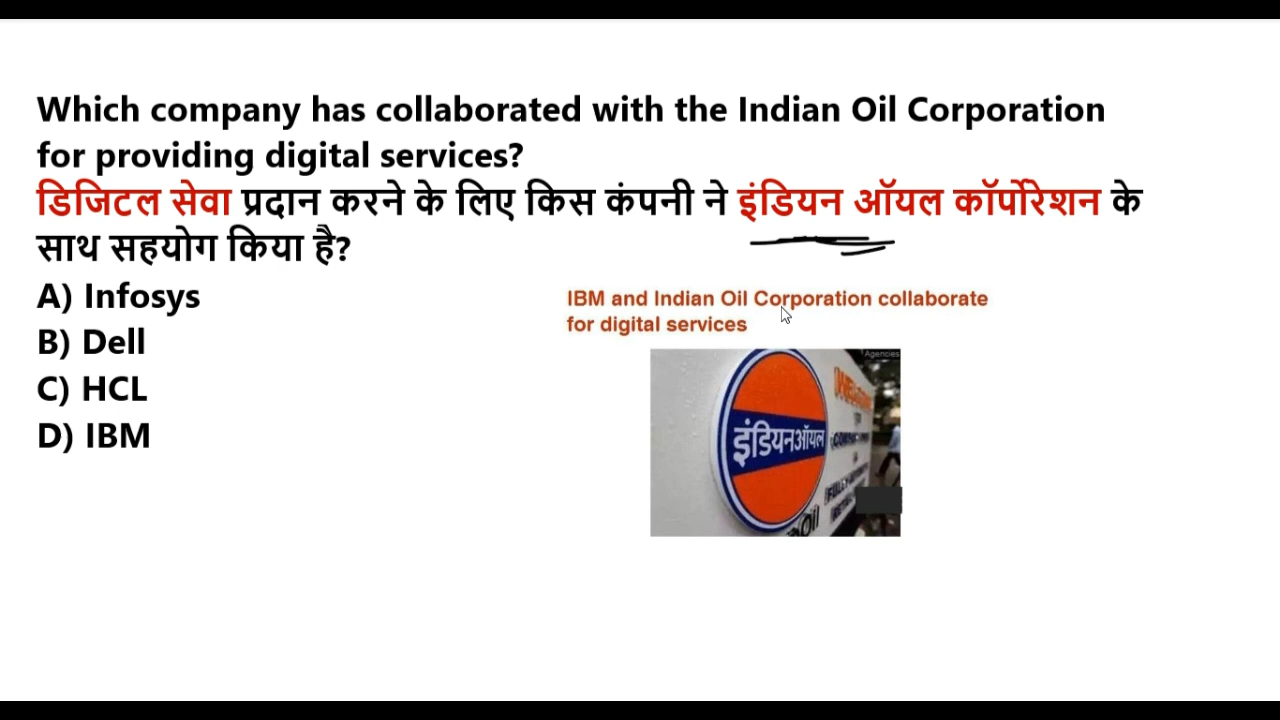 Which company has collaborated with the Indian Oil Corporation
for providing digital services?
डिजिटल सेवा प्रदान करने के लिए किस कंपनी ने इंडियन ऑयल कॉर्पोरेशन के
साथ सहयोग किया है?
A) Infosys
B) Dell
C) HCL
D) IBM
IBM and Indian Oil Corporation collaborate
for digital services
Agencies
इंडियनऑयल